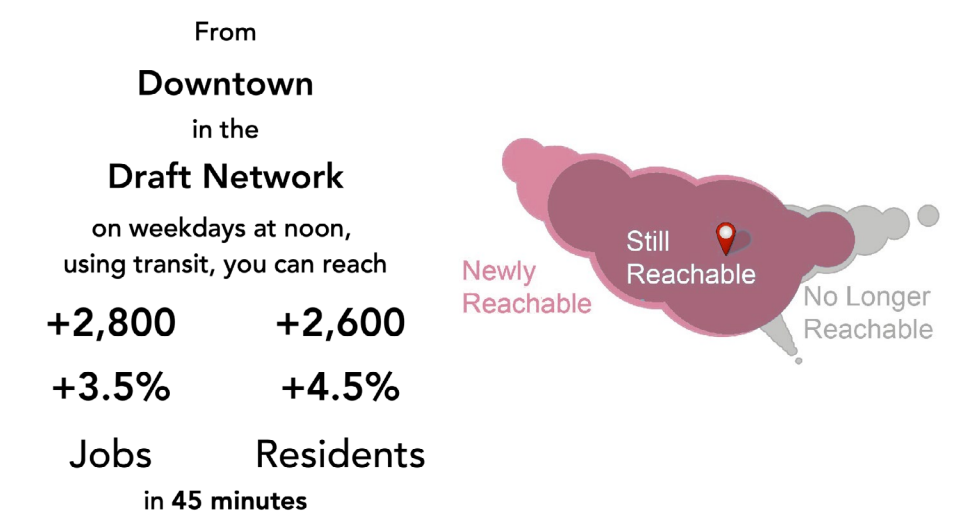 From
Downtown
in the
Draft Network
on weekdays at noon,
using transit, you can reach
+2,800 +2,600
+3.5% +4.5%
Jobs Residents
in 45 minutes
Newly
Reachable
Still
Reachable
No Longer
Reachable